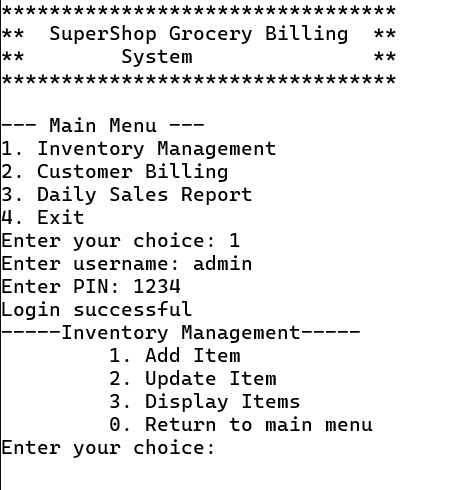 *********************************
**  SuperShop Grocery Billing  **
**        System               **
*********************************

--- Main Menu ---
1. Inventory Management
2. Customer Billing
3. Daily Sales Report
4. Exit
Enter your choice: 1
Enter username: admin
Enter PIN: 1234
Login successful
-----Inventory Management-----
         1. Add Item
         2. Update Item
         3. Display Items
         0. Return to main menu
Enter your choice: